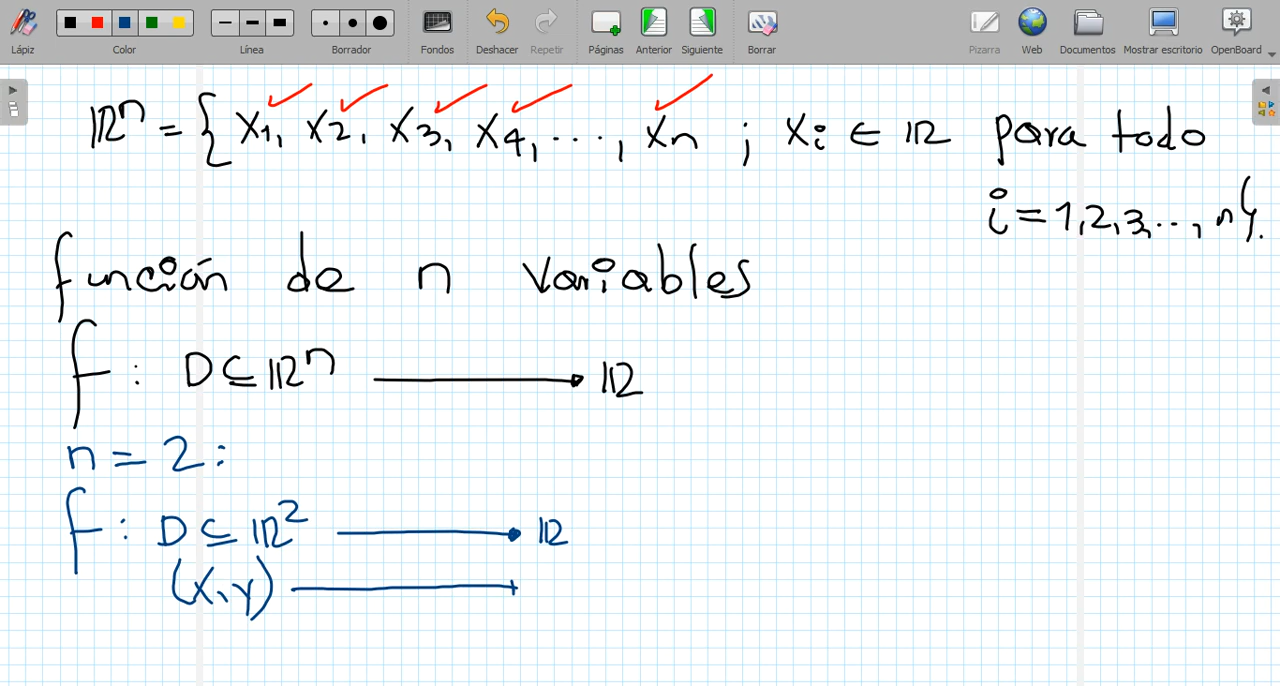 Lápiz Color Línea Borrador Fondos Deshacer Repetir Páginas Anterior Siguiente Borrar Pizarra Web Documentos Mostrar escritorio OpenBoard
ℝⁿ = { x1, x2, x3, x4, ..., xn ; xi ∈ ℝ para todo
i = 1,2,3,..., n}.
función de n variables
f : D ⊆ ℝⁿ ⟶ ℝ
n = 2 :
f : D ⊆ ℝ² ⟶ ℝ
(x,y) ⟶